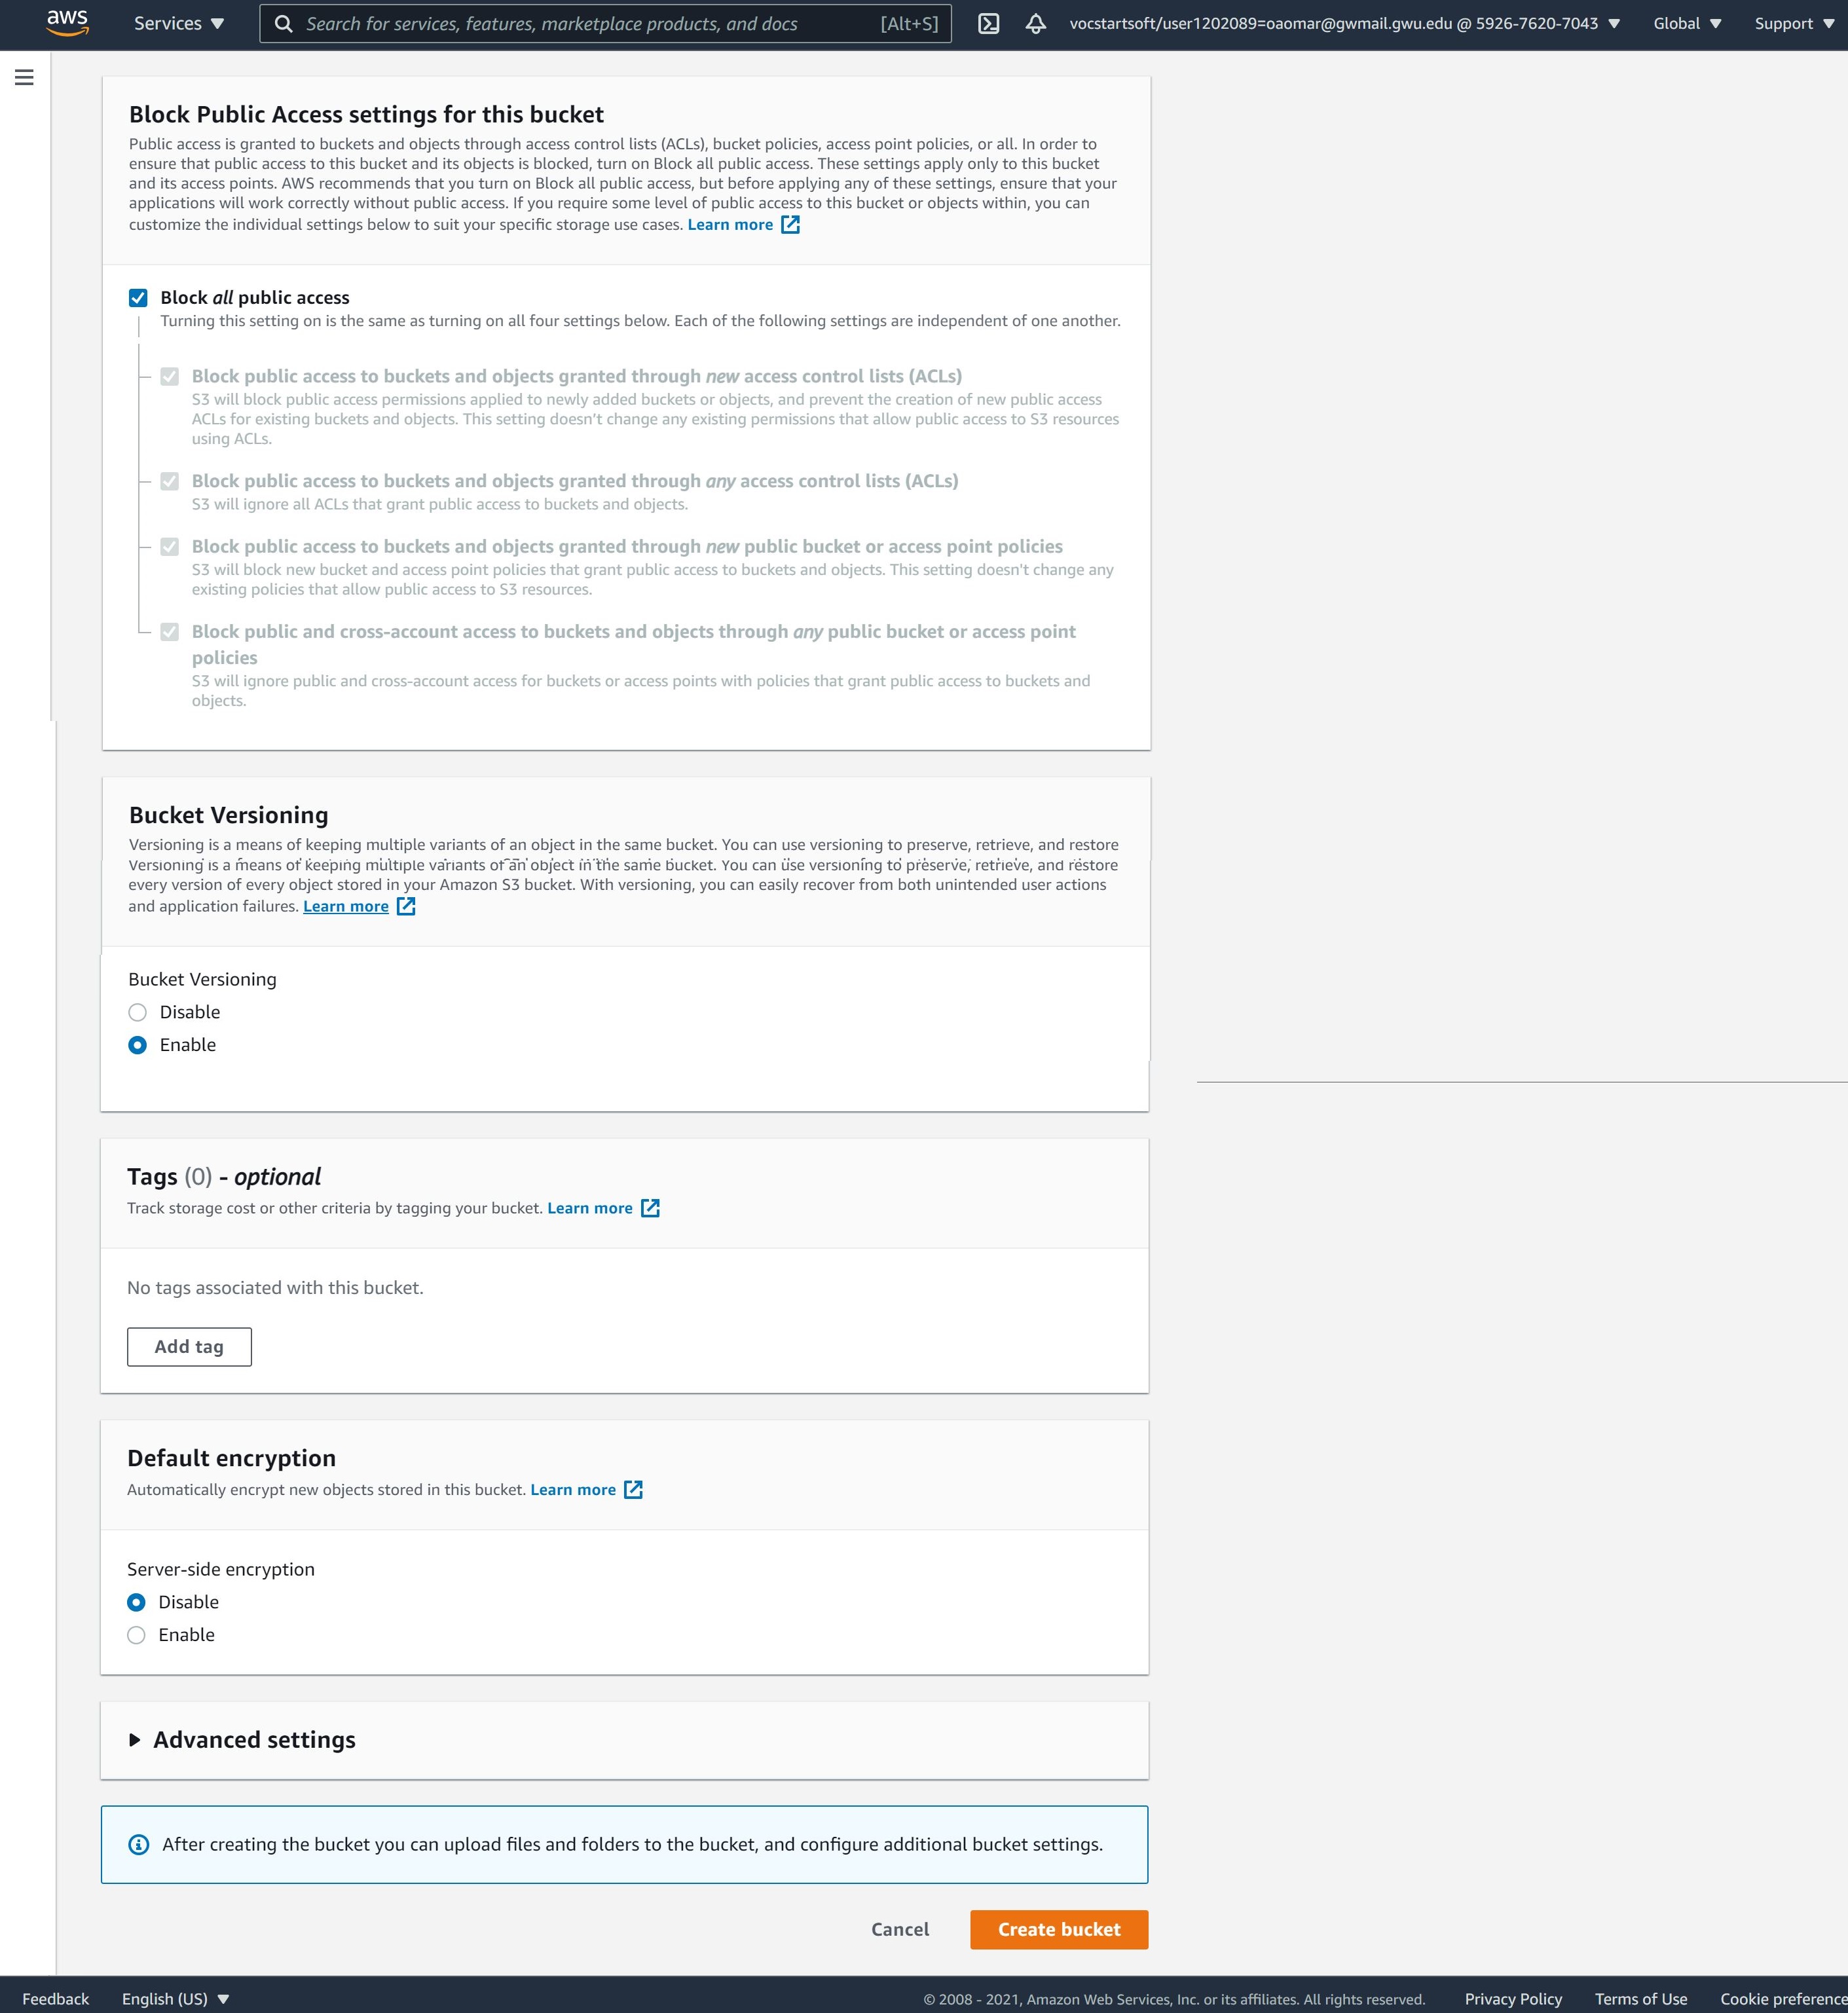 aws Services Search for services, features, marketplace products, and docs [Alt+S] vocstartsoft/user1202089=oaomar@gwmail.gwu.edu @ 5926-7620-7043 Global Support
Block Public Access settings for this bucket
Public access is granted to buckets and objects through access control lists (ACLs), bucket policies, access point policies, or all. In order to
ensure that public access to this bucket and its objects is blocked, turn on Block all public access. These settings apply only to this bucket
and its access points. AWS recommends that you turn on Block all public access, but before applying any of these settings, ensure that your
applications will work correctly without public access. If you require some level of public access to this bucket or objects within, you can
customize the individual settings below to suit your specific storage use cases. Learn more
Block all public access
Turning this setting on is the same as turning on all four settings below. Each of the following settings are independent of one another.
Block public access to buckets and objects granted through new access control lists (ACLs)
S3 will block public access permissions applied to newly added buckets or objects, and prevent the creation of new public access
ACLs for existing buckets and objects. This setting doesn't change any existing permissions that allow public access to S3 resources
using ACLs.
Block public access to buckets and objects granted through any access control lists (ACLs)
S3 will ignore all ACLs that grant public access to buckets and objects.
Block public access to buckets and objects granted through new public bucket or access point policies
S3 will block new bucket and access point policies that grant public access to buckets and objects. This setting doesn't change any
existing policies that allow public access to S3 resources.
Block public and cross-account access to buckets and objects through any public bucket or access point
policies
S3 will ignore public and cross-account access for buckets or access points with policies that grant public access to buckets and
objects.
Bucket Versioning
Versioning is a means of keeping multiple variants of an object in the same bucket. You can use versioning to preserve, retrieve, and restore
Versioning is a means of keeping multiple variants of an object in the same bucket. You can use versioning to preserve, retrieve, and restore
every version of every object stored in your Amazon S3 bucket. With versioning, you can easily recover from both unintended user actions
and application failures. Learn more
Bucket Versioning
Disable
Enable
Tags (0) - optional
Track storage cost or other criteria by tagging your bucket. Learn more
No tags associated with this bucket.
Add tag
Default encryption
Automatically encrypt new objects stored in this bucket. Learn more
Server-side encryption
Disable
Enable
Advanced settings
After creating the bucket you can upload files and folders to the bucket, and configure additional bucket settings.
Cancel Create bucket
Feedback English (US) © 2008 - 2021, Amazon Web Services, Inc. or its affiliates. All rights reserved. Privacy Policy Terms of Use Cookie preferenc